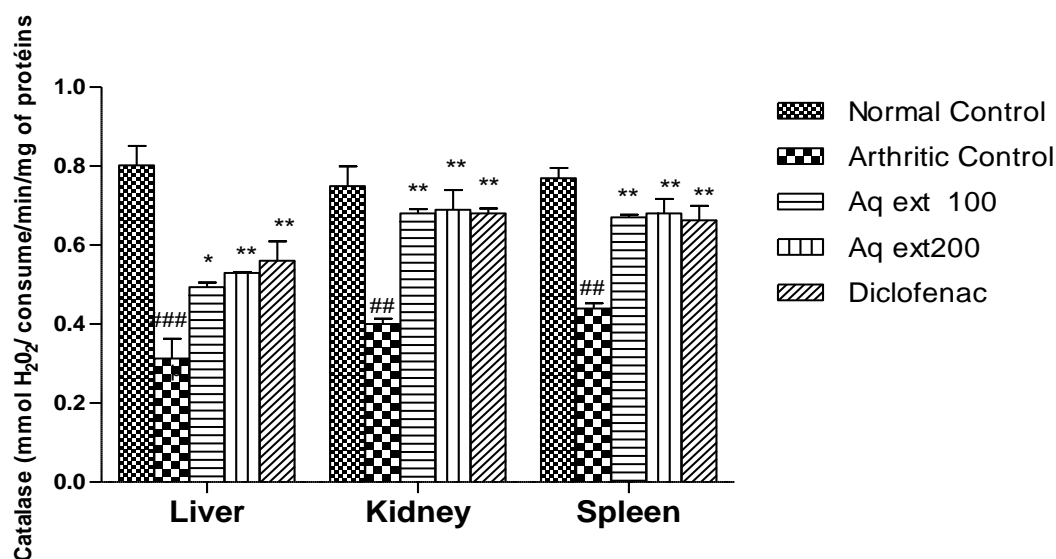 Catalase (mmol H₂0₂/ consume/min/mg of protéins
1.0
0.8
0.6
0.4
0.2
0.0
###
*
**
**
##
**
**
**
##
**
**
**
Liver
Kidney
Spleen
Normal Control
Arthritic Control
Aq ext 100
Aq ext200
Diclofenac